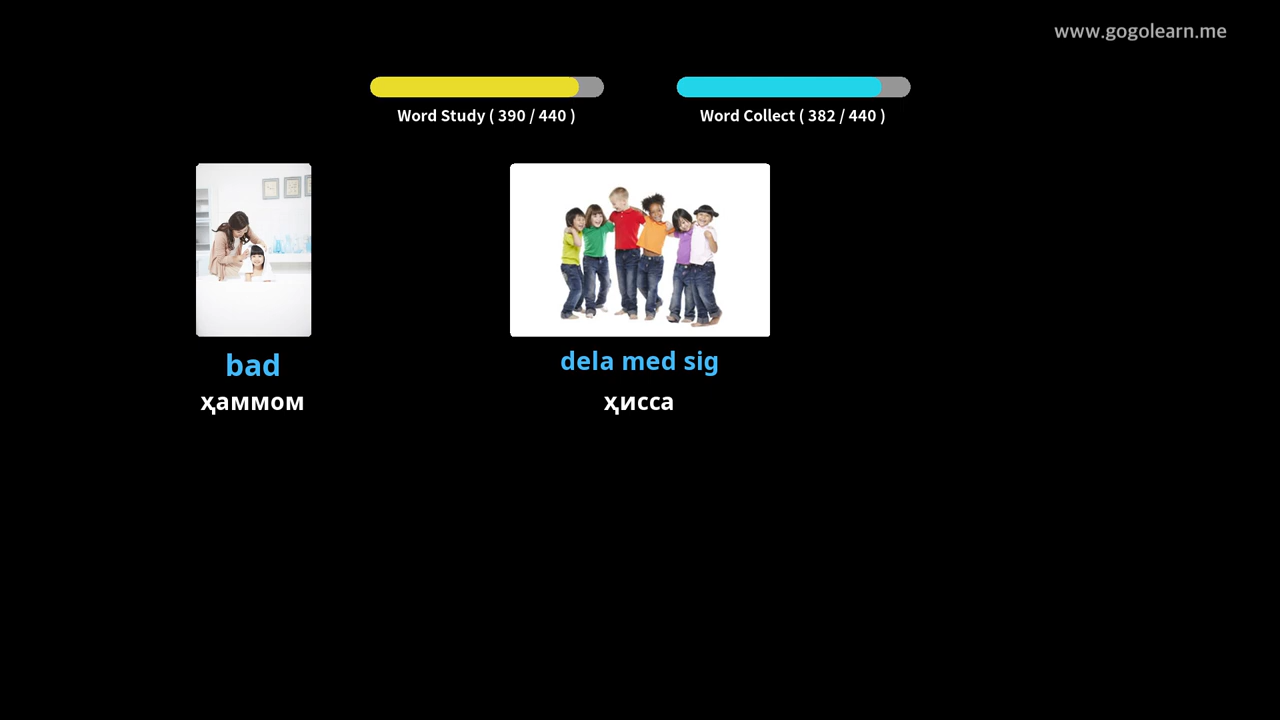 www.gogolearn.me
Word Study ( 390 / 440 )
Word Collect ( 382 / 440 )
bad
ҳаммом
dela med sig
ҳисса